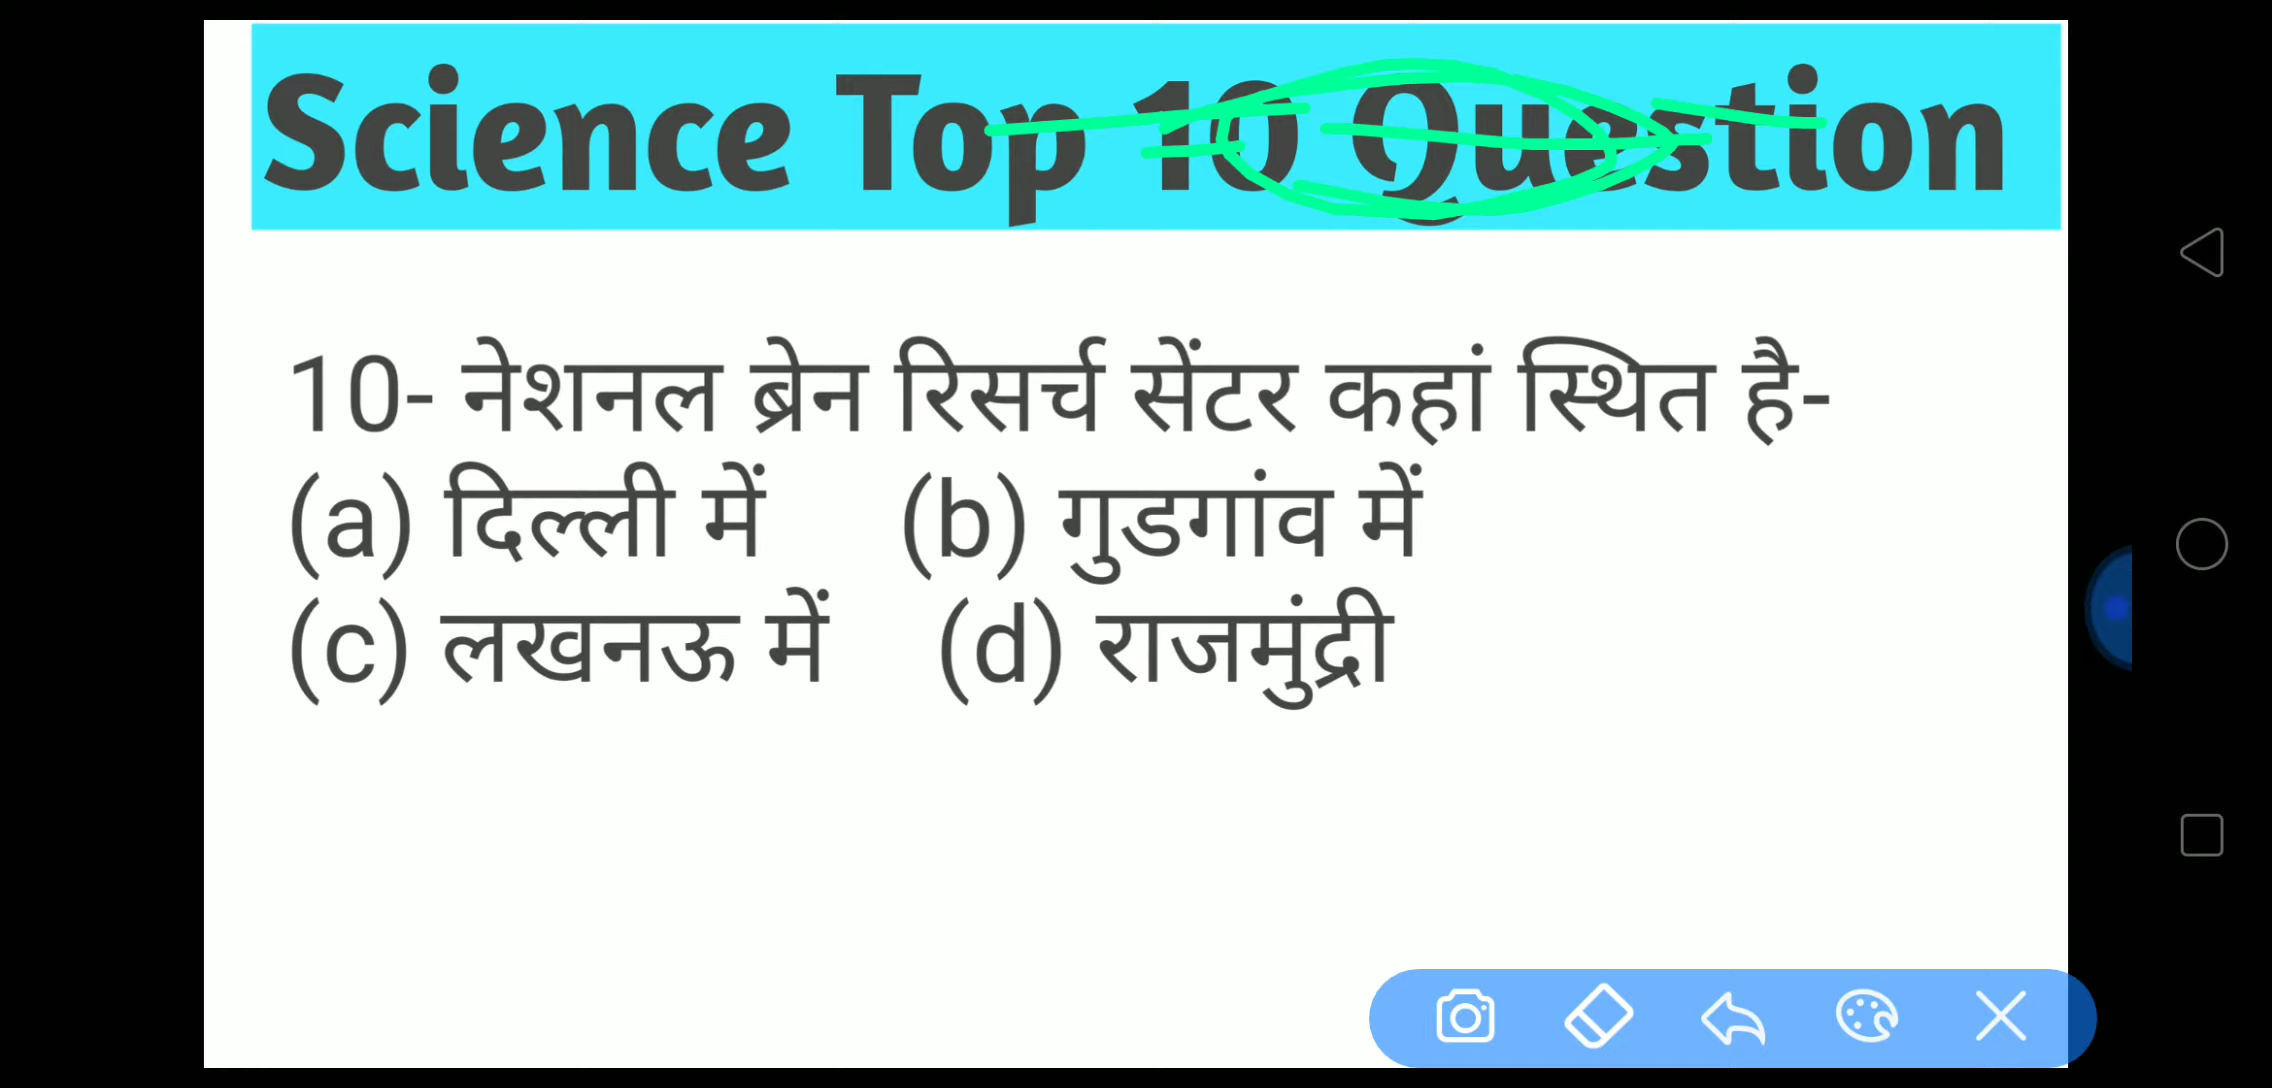 Science Top 10 Question
10- नेशनल ब्रेन रिसर्च सेंटर कहां स्थित है-
(a) दिल्ली में (b) गुडगांव में
(c) लखनऊ में (d) राजमुंद्री